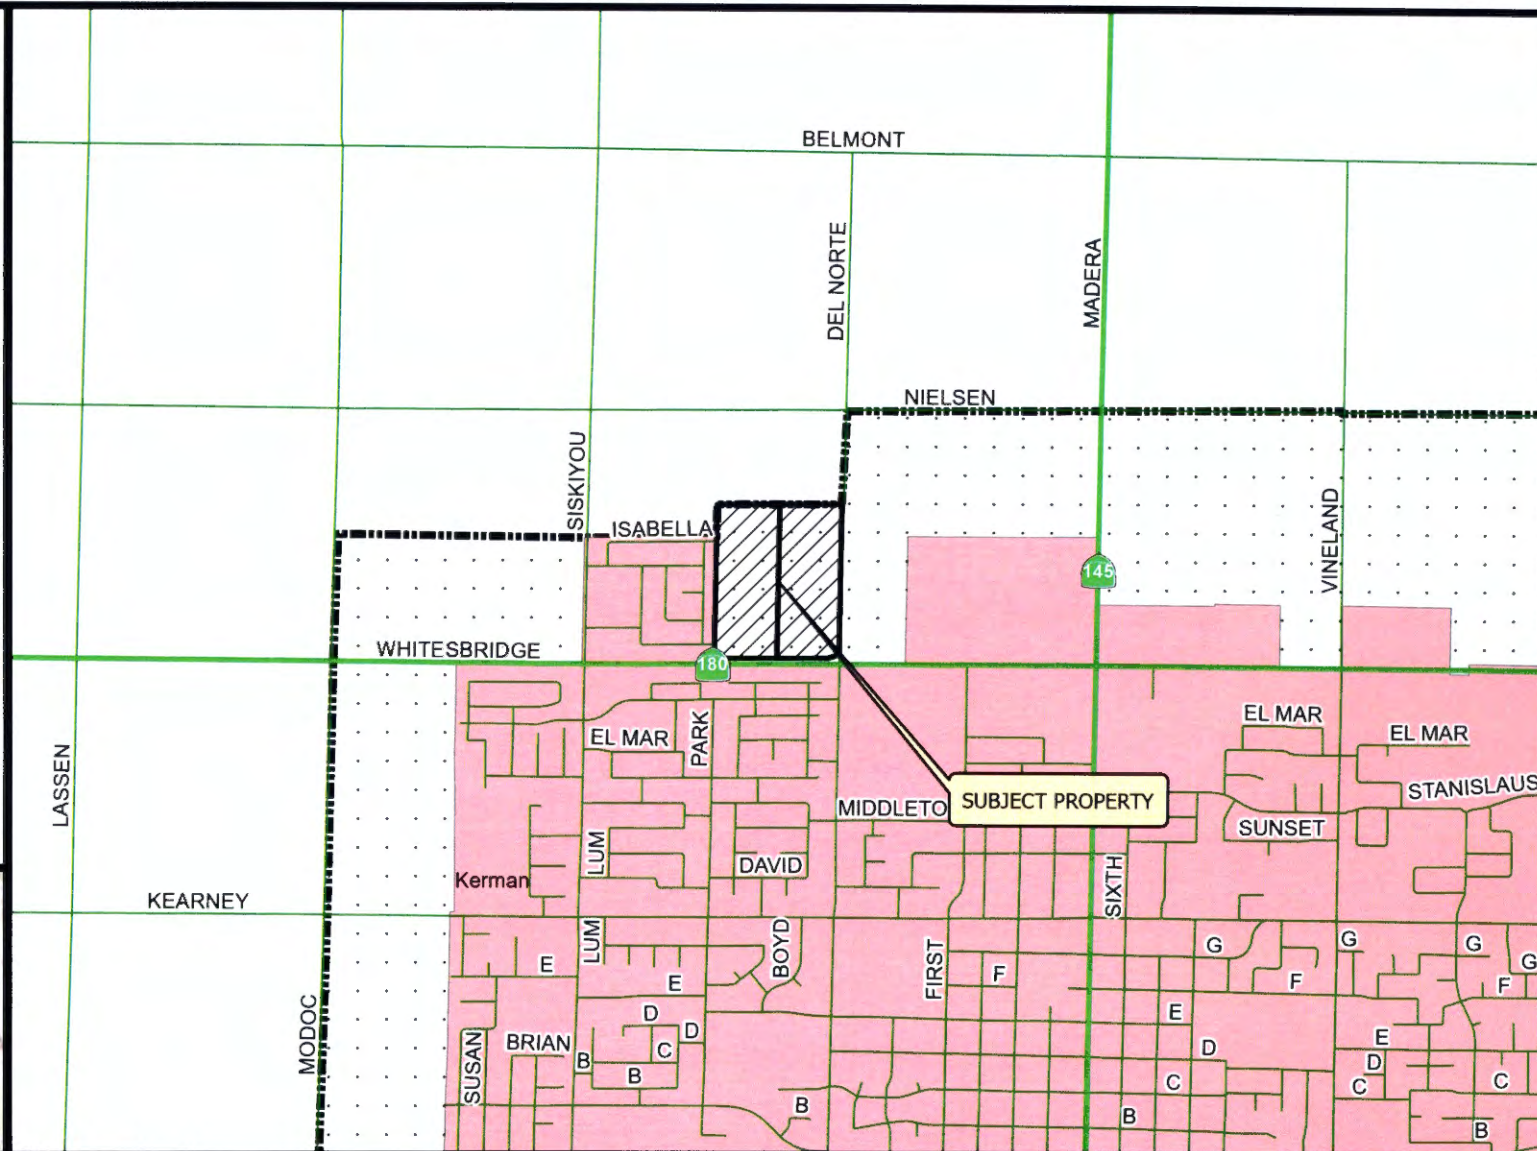 BELMONT
DEL NORTE
MADERA
NIELSEN
SISKIYOU
ISABELLA
VINELAND
145
WHITESBRIDGE
180
LASSEN
EL MAR
PARK
EL MAR
EL MAR
STANISLAUS
MIDDLETO
SUBJECT PROPERTY
SUNSET
LUM
DAVID
SIXTH
Kerman
KEARNEY
LUM
BOYD
FIRST
G
G
G
G
E
E
F
F
F
MODOC
D
D
E
E
SUSAN
BRIAN
B
C
D
D
B
C
C
C
B
B
B